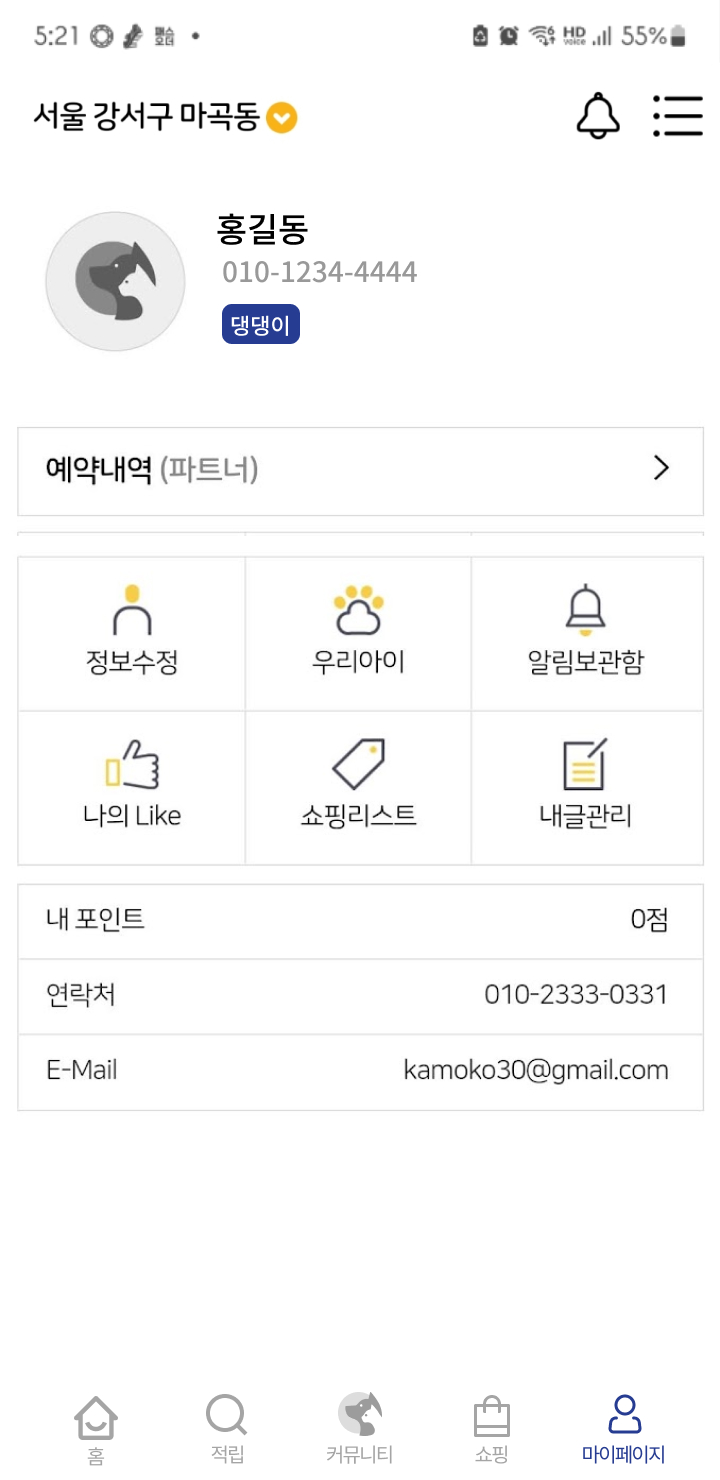 5:21
HD voice
55%
서울 강서구 마곡동
홍길동
010-1234-4444
댕댕이
예약내역 (파트너)
정보수정 우리아이 알림보관함
나의 Like 쇼핑리스트 내글관리
내 포인트 0점
연락처 010-2333-0331
E-Mail kamoko30@gmail.com
홈 적립 커뮤니티 쇼핑 마이페이지